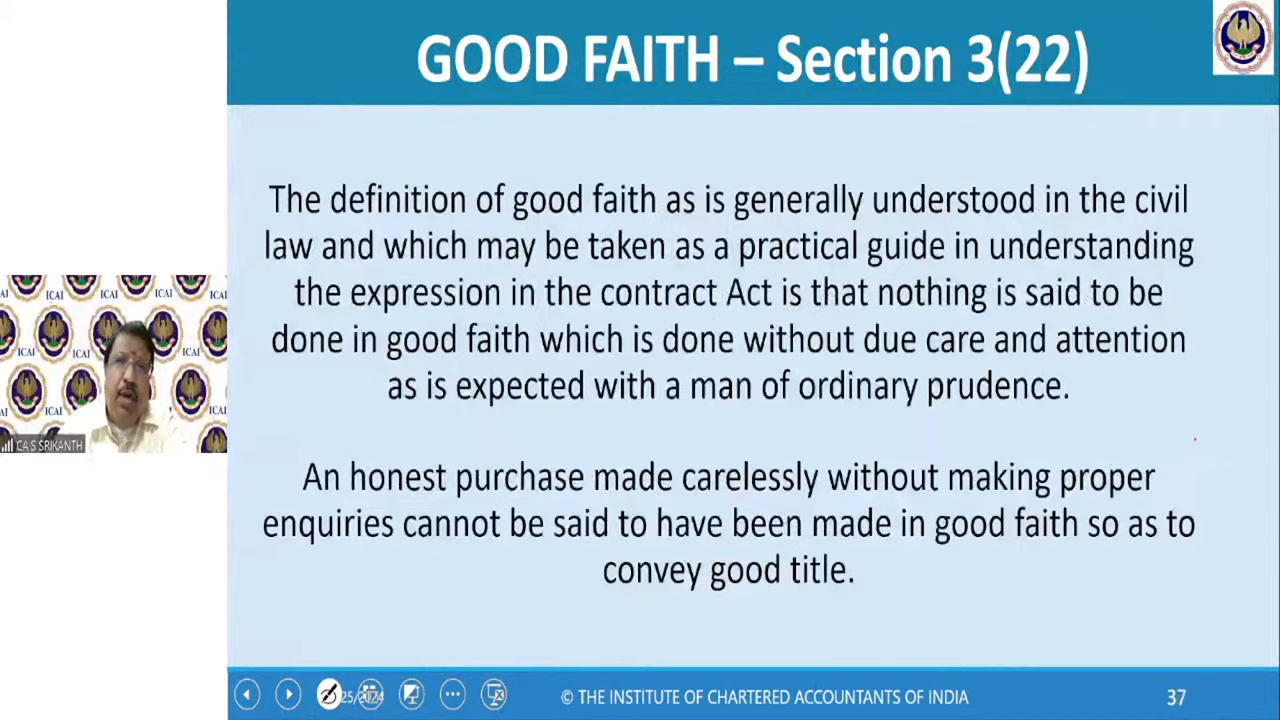 GOOD FAITH – Section 3(22)
The definition of good faith as is generally understood in the civil
law and which may be taken as a practical guide in understanding
the expression in the contract Act is that nothing is said to be
done in good faith which is done without due care and attention
as is expected with a man of ordinary prudence.
An honest purchase made carelessly without making proper
enquiries cannot be said to have been made in good faith so as to
convey good title.
ICAI
ICAI
ICAI
ICAI
ICAI
CA S SRIKANTH
© THE INSTITUTE OF CHARTERED ACCOUNTANTS OF INDIA
37